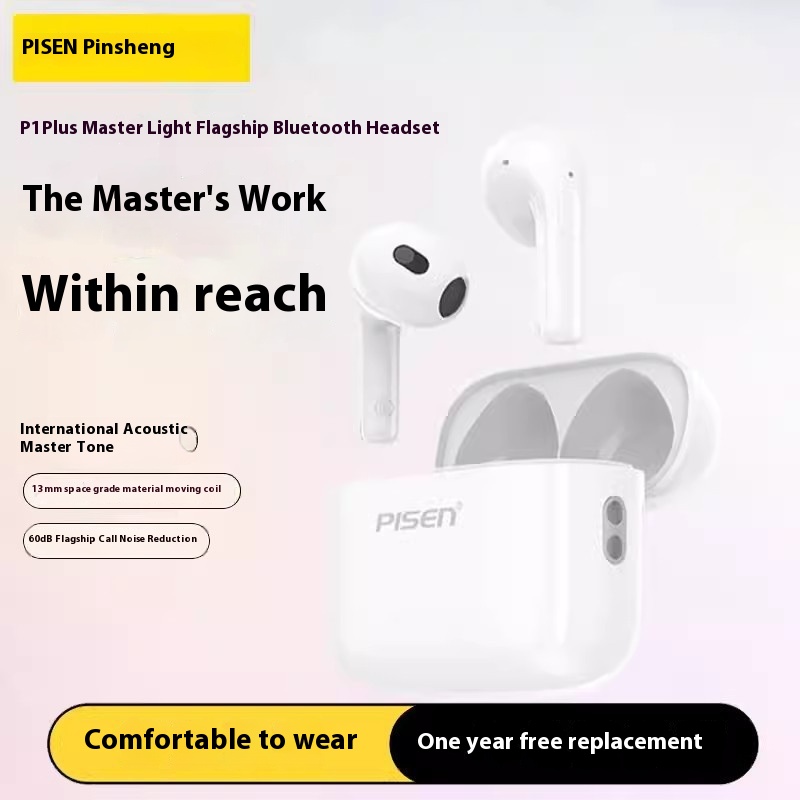 PISEN Pinsheng
P1Plus Master Light Flagship Bluetooth Headset
The Master's Work
Within reach
International Acoustic
Master Tone
13mm space grade material moving coil
60dB Flagship Call Noise Reduction
PISEN®
Comfortable to wear
One year free replacement